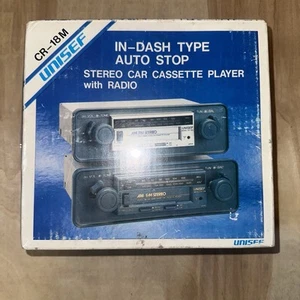 CR-18M
UNISEF
IN-DASH TYPE
AUTO STOP
STEREO CAR CASSETTE PLAYER
with RADIO
UNISEF